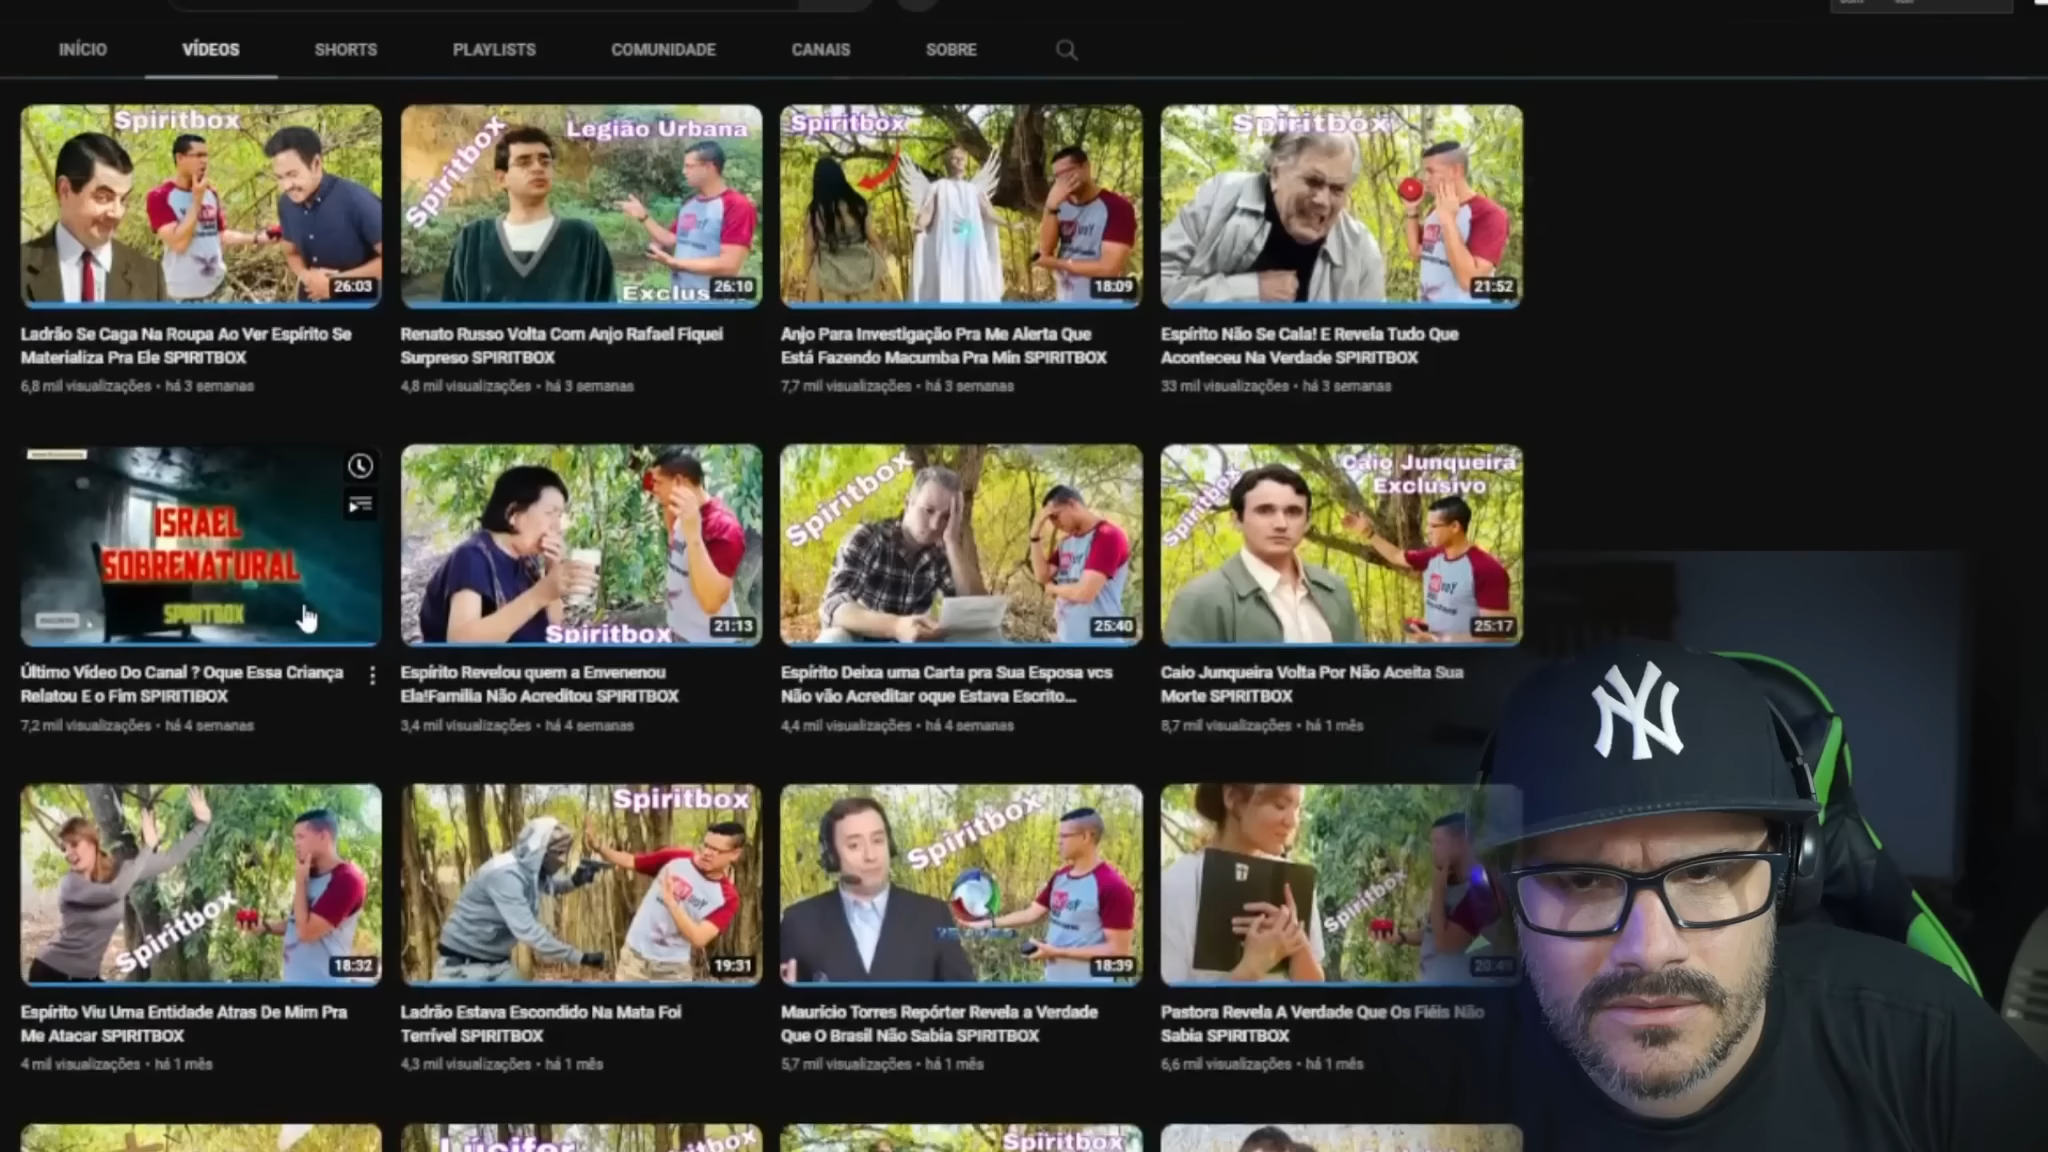 INÍCIO VÍDEOS SHORTS PLAYLISTS COMUNIDADE CANAIS SOBRE
Spiritbox
26:03
Spiritbox
Legião Urbana
Exclus
26:10
Spiritbox
18:09
Spiritbox
21:52
Ladrão Se Caga Na Roupa Ao Ver Espírito Se
Materializa Pra Ele SPIRITBOX
6,8 mil visualizações • há 3 semanas
Renato Russo Volta Com Anjo Rafael Fiquei
Surpreso SPIRITBOX
4,8 mil visualizações • há 3 semanas
Anjo Para Investigação Pra Me Alerta Que
Está Fazendo Macumba Pra Min SPIRITBOX
7,7 mil visualizações • há 3 semanas
Espírito Não Se Cala! E Revela Tudo Que
Aconteceu Na Verdade SPIRITBOX
33 mil visualizações • há 3 semanas
ISRAEL
SOBRENATURAL
SPIRITBOX
Spiritbox
21:13
Spiritbox
25:40
Spiritbox
Caio Junqueira
Exclusivo
25:17
Último Vídeo Do Canal ? Oque Essa Criança
Relatou E o Fim SPIRITIBOX
7,2 mil visualizações • há 4 semanas
Espírito Revelou quem a Envenenou
Ela!Familia Não Acreditou SPIRITBOX
3,4 mil visualizações • há 4 semanas
Espírito Deixa uma Carta pra Sua Esposa vcs
Não vão Acreditar oque Estava Escrito...
4,4 mil visualizações • há 4 semanas
Caio Junqueira Volta Por Não Aceita Sua
Morte SPIRITBOX
8,7 mil visualizações • há 1 mês
Spiritbox
18:32
Spiritbox
19:31
Spiritbox
18:39
Spiritbox
NY
Espírito Viu Uma Entidade Atras De Mim Pra
Me Atacar SPIRITBOX
4 mil visualizações • há 1 mês
Ladrão Estava Escondido Na Mata Foi
Terrível SPIRITBOX
4,3 mil visualizações • há 1 mês
Maurício Torres Repórter Revela a Verdade
Que O Brasil Não Sabia SPIRITBOX
5,7 mil visualizações • há 1 mês
Pastora Revela A Verdade Que Os Fiéis Não
Sabia SPIRITBOX
6,6 mil visualizações • há 1 mês
Lúcifer
Spiritbox